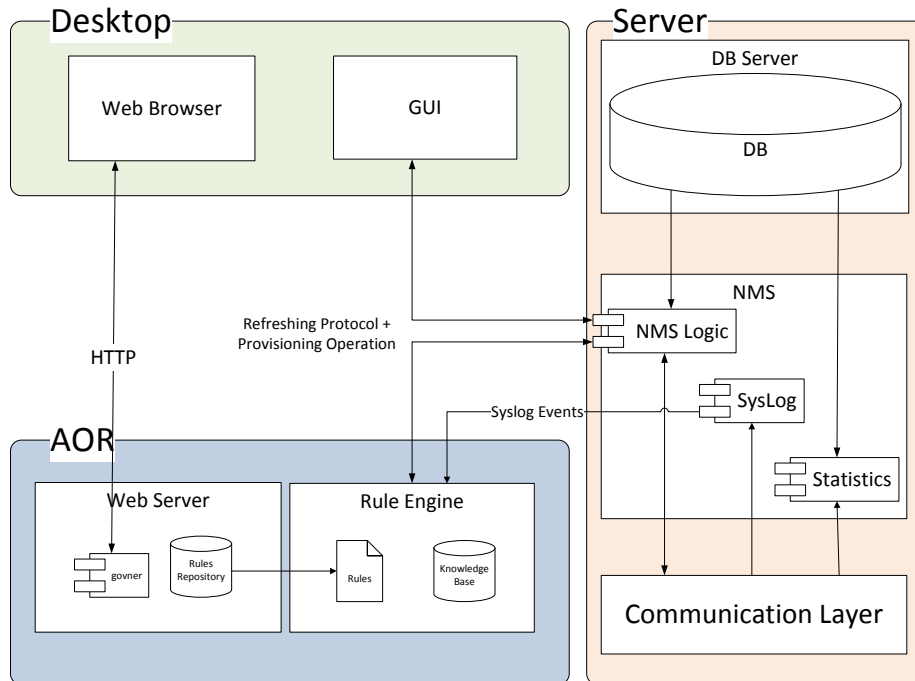 Desktop
Server
Web Browser
GUI
DB Server
DB
NMS
Refreshing Protocol +
Provisioning Operation
NMS Logic
HTTP
SysLog
Syslog Events
AOR
Statistics
Web Server
Rule Engine
govner
Rules
Repository
Rules
Knowledge
Base
Communication Layer